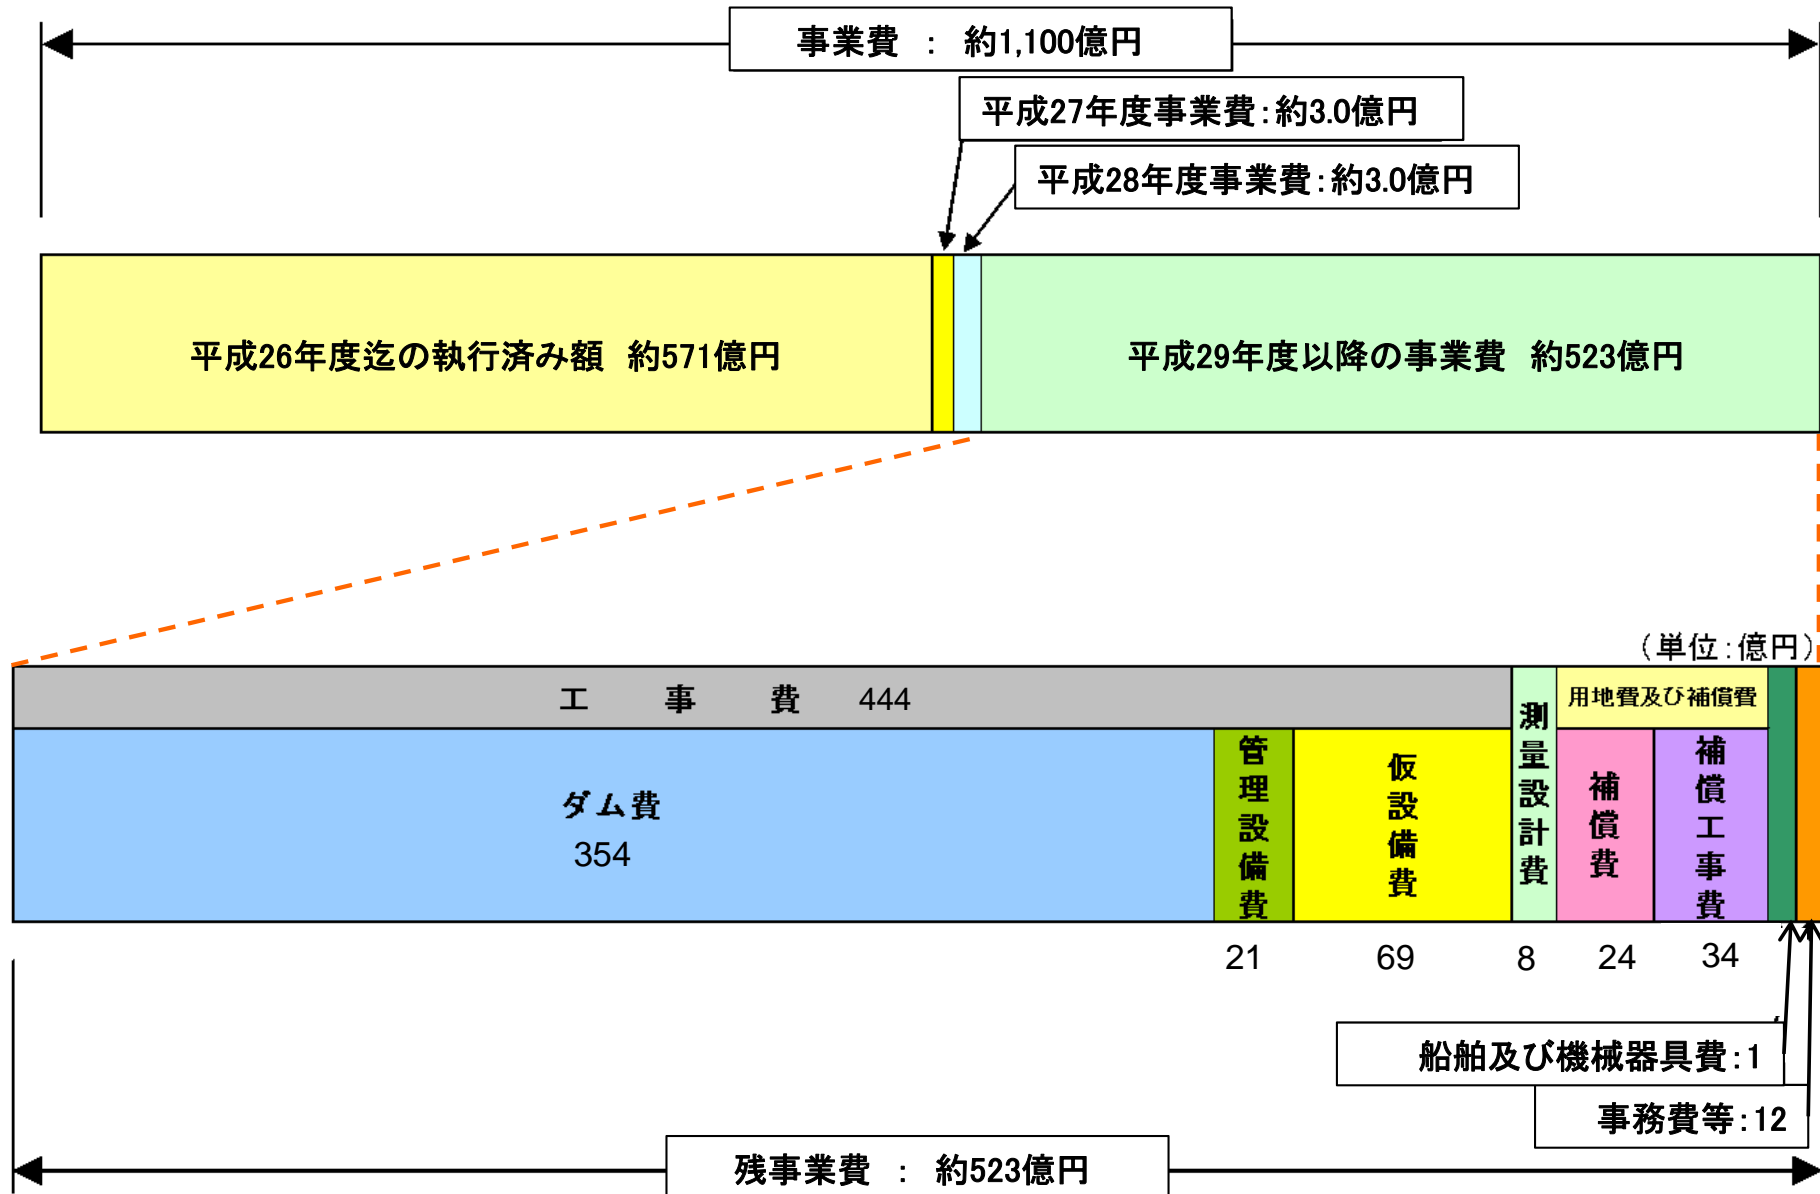 事業費 ： 約1,100億円
平成27年度事業費：約3.0億円
平成28年度事業費：約3.0億円
平成26年度迄の執行済み額 約571億円
平成29年度以降の事業費 約523億円
（単位：億円）
工 事 費 444
測量設計費
用地費及び補償費
ダム費
354
管理設備費
仮設備費
補償費
補償工事費
21
69
8
24
34
船舶及び機械器具費：1
事務費等：12
残事業費 ： 約523億円